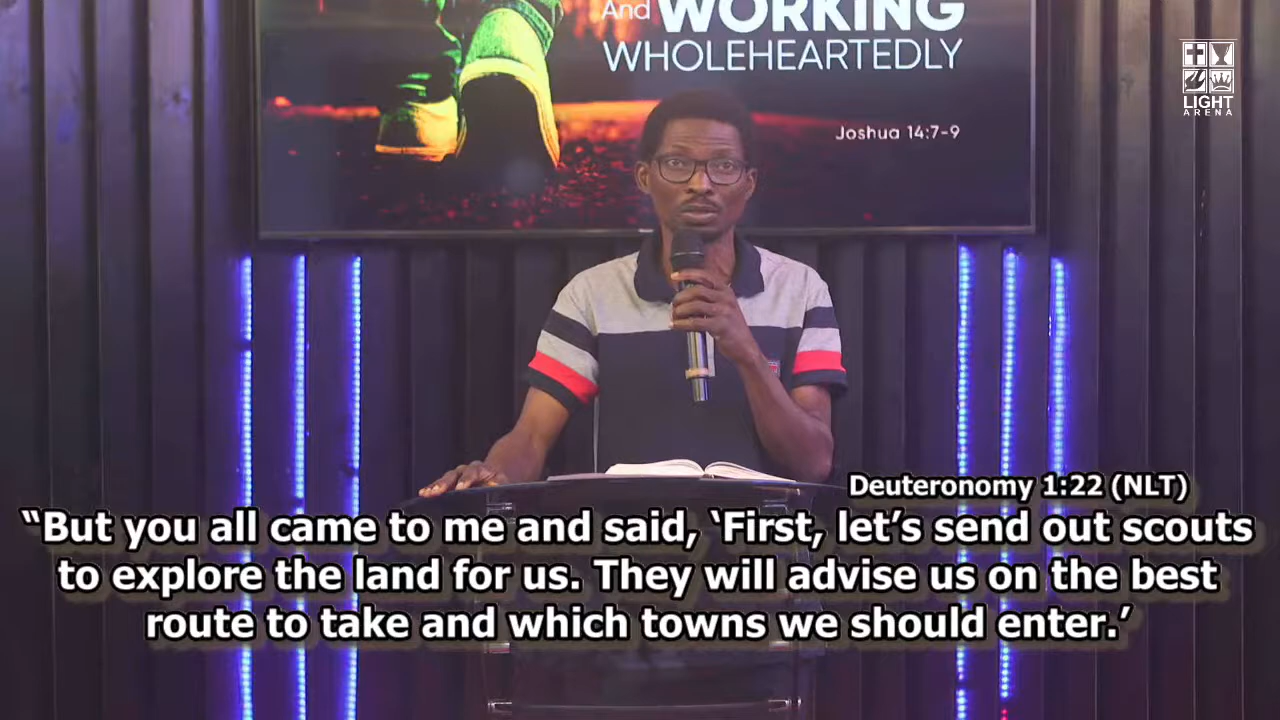 And WORKING
WHOLEHEARTEDLY
Joshua 14:7-9
LIGHT
ARENA
Deuteronomy 1:22 (NLT)
“But you all came to me and said, ‘First, let’s send out scouts
to explore the land for us. They will advise us on the best
route to take and which towns we should enter.’